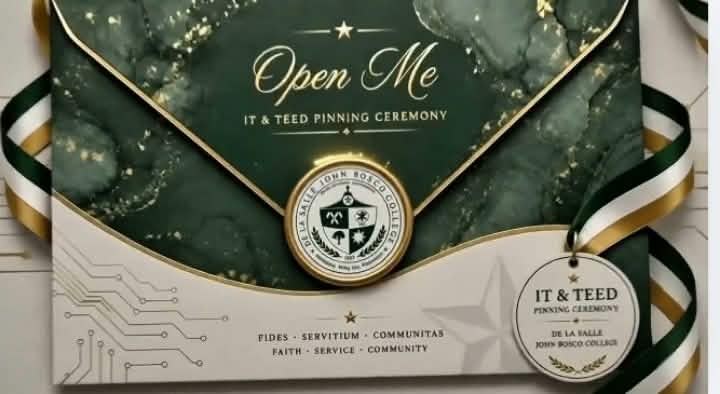 Open Me
IT & TEED PINNING CEREMONY
DE LA SALLE JOHN BOSCO COLLEGE
FIDES · SERVITIUM · COMMUNITAS
FAITH · SERVICE · COMMUNITY
IT & TEED
PINNING CEREMONY
DE LA SALLE
JOHN BOSCO COLLEGE